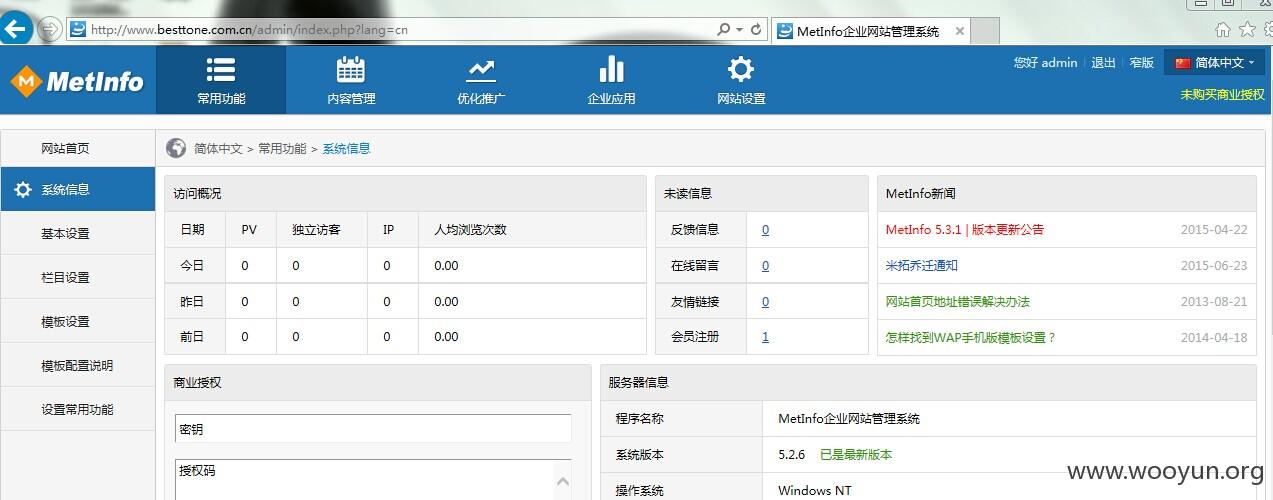 http://www.besttone.com.cn/admin/index.php?lang=cn
MetInfo企业网站管理系统
MetInfo
常用功能
内容管理
优化推广
企业应用
网站设置
您好 admin 退出 窄版 简体中文
未购买商业授权
网站首页
系统信息
基本设置
栏目设置
模板设置
模板配置说明
设置常用功能
简体中文 > 常用功能 > 系统信息
访问概况
日期 PV 独立访客 IP 人均浏览次数
今日 0 0 0 0.00
昨日 0 0 0 0.00
前日 0 0 0 0.00
未读信息
反馈信息 0
在线留言 0
友情链接 0
会员注册 1
MetInfo新闻
MetInfo 5.3.1 | 版本更新公告 2015-04-22
米拓乔迁通知 2015-06-23
网站首页地址错误解决办法 2013-08-21
怎样找到WAP手机版模板设置？ 2014-04-18
商业授权
密钥
授权码
服务器信息
程序名称 MetInfo企业网站管理系统
系统版本 5.2.6 已是最新版本
操作系统 Windows NT
www.wooyun.org